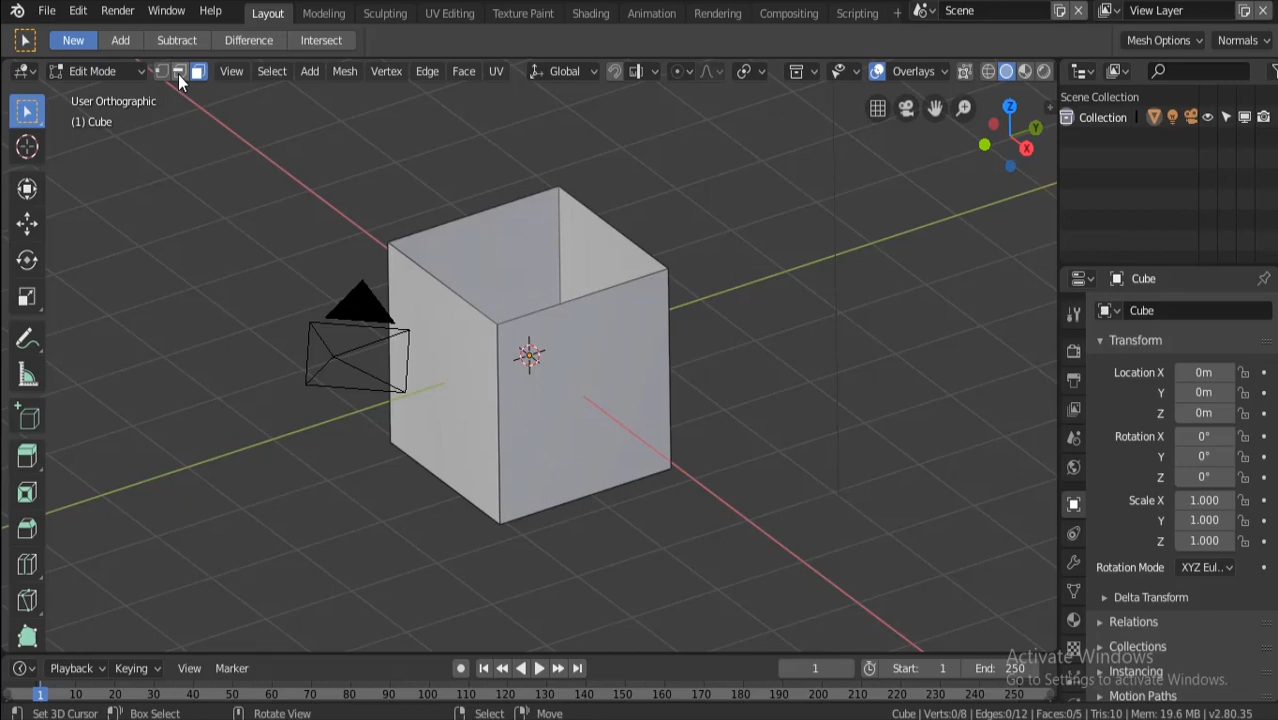 File Edit Render Window Help Layout Modeling Sculpting UV Editing Texture Paint Shading Animation Rendering Compositing Scripting + Scene View Layer
New Add Subtract Difference Intersect Mesh Options Normals
Edit Mode View Select Add Mesh Vertex Edge Face UV Global Overlays
User Orthographic
(1) Cube
Z
Y
X
Scene Collection
Collection
Cube
Cube
Transform
Location X 0m
Y 0m
Z 0m
Rotation X 0°
Y 0°
Z 0°
Scale X 1.000
Y 1.000
Z 1.000
Rotation Mode XYZ Eul..
Delta Transform
Relations
Collections
Instancing
Motion Paths
Activate Windows
Go to Settings to activate Windows.
Playback Keying View Marker 1 Start: 1 End: 250
1 10 20 30 40 50 60 70 80 90 100 110 120 130 140 150 160 170 180 190 200 210 220 230 240 250
Set 3D Cursor Box Select Rotate View Select Move Cube | Verts:0/8 | Edges:0/12 | Faces:0/5 | Tris:10 | Mem: 19.6 MB | v2.80.35